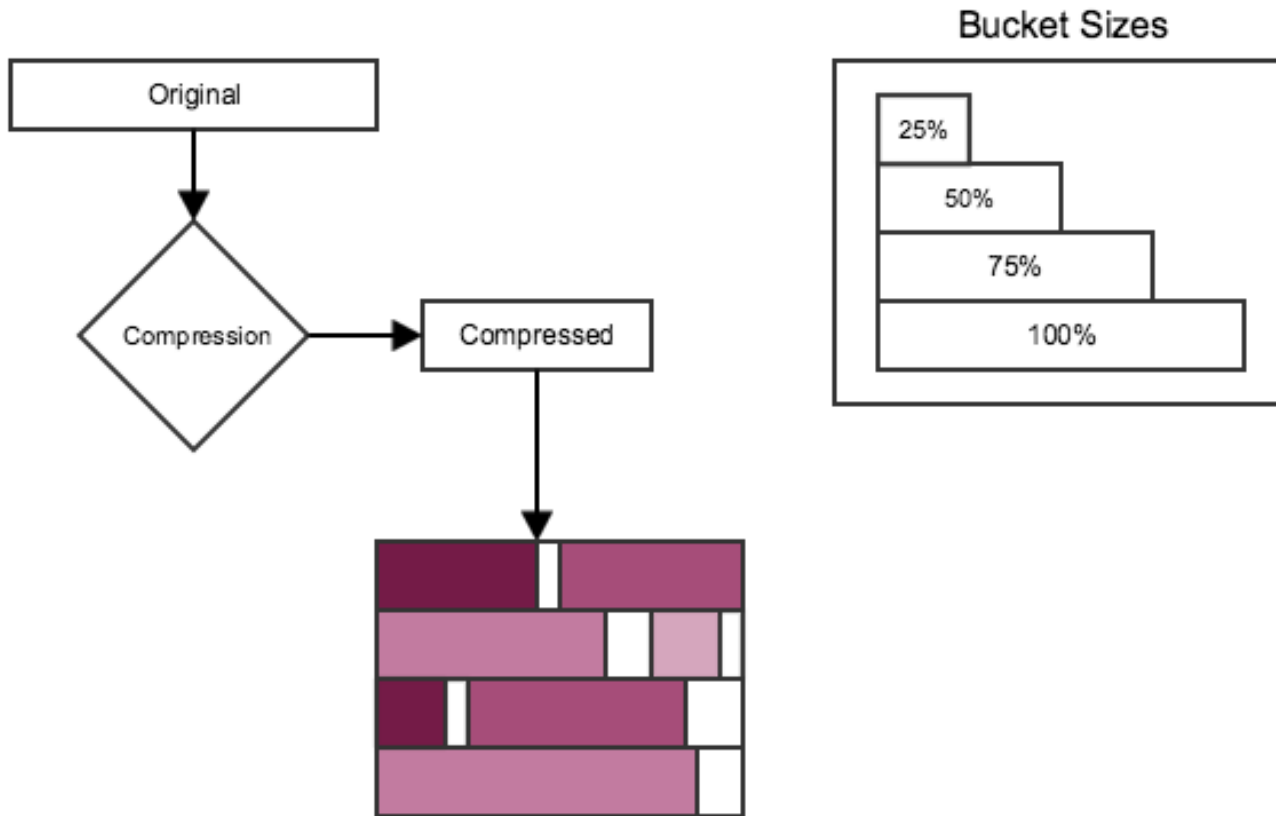 Bucket Sizes
Original
25%
50%
75%
100%
Compression
Compressed